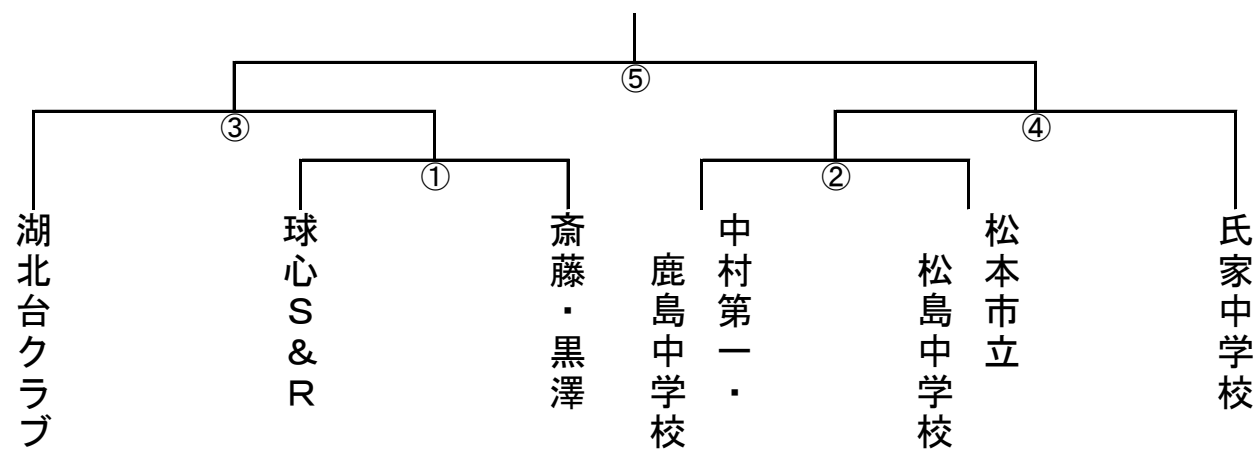 ⑤
③
④
①
②
湖北台クラブ
球心Ｓ＆Ｒ
斎藤・黒澤
中村第一・
鹿島中学校
松本市立
松島中学校
氏家中学校